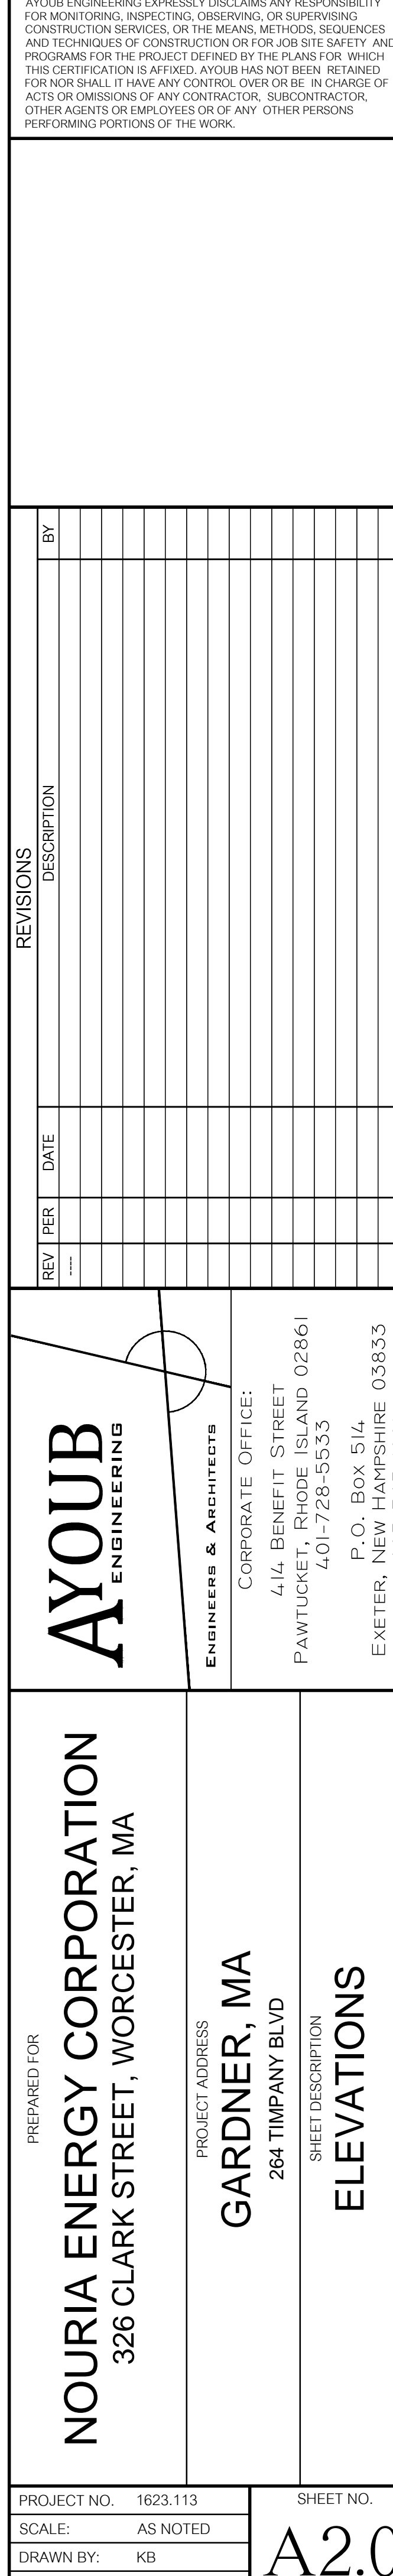 AYOUB ENGINEERING EXPRESSLY DISCLAIMS ANY RESPONSIBILITY
FOR MONITORING, INSPECTING, OBSERVING, OR SUPERVISING
CONSTRUCTION SERVICES, OR THE MEANS, METHODS, SEQUENCES
AND TECHNIQUES OF CONSTRUCTION OR FOR JOB SITE SAFETY AND
PROGRAMS FOR THE PROJECT DEFINED BY THE PLANS FOR WHICH
THIS CERTIFICATION IS AFFIXED. AYOUB HAS NOT BEEN RETAINED
FOR NOR SHALL IT HAVE ANY CONTROL OVER OR BE IN CHARGE OF
ACTS OR OMISSIONS OF ANY CONTRACTOR, SUBCONTRACTOR,
OTHER AGENTS OR EMPLOYEES OR OF ANY OTHER PERSONS
PERFORMING PORTIONS OF THE WORK.
REVISIONS
REV PER DATE DESCRIPTION BY
----
AYOUB
ENGINEERING
ENGINEERS & ARCHITECTS
CORPORATE OFFICE:
414 BENEFIT STREET
PAWTUCKET, RHODE ISLAND 02861
401-728-5533
P.O. BOX 514
EXETER, NEW HAMPSHIRE 03833
PREPARED FOR
NOURIA ENERGY CORPORATION
326 CLARK STREET, WORCESTER, MA
PROJECT ADDRESS
GARDNER, MA
264 TIMPANY BLVD
SHEET DESCRIPTION
ELEVATIONS
PROJECT NO. 1623.113
SCALE: AS NOTED
DRAWN BY: KB
SHEET NO.
A2.0